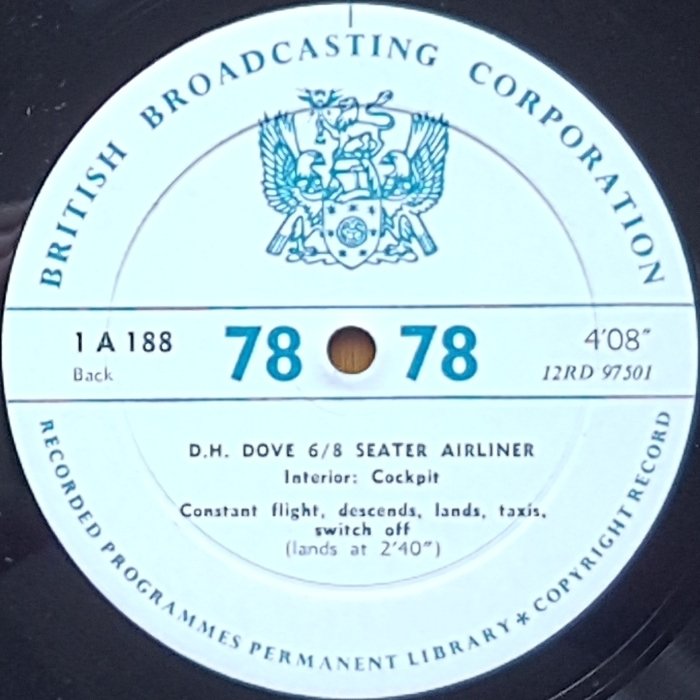 BRITISH BROADCASTING CORPORATION
1 A 188
Back
78 78
4'08"
12RD 97501
D.H. DOVE 6/8 SEATER AIRLINER
Interior: Cockpit
Constant flight, descends, lands, taxis,
switch off
(lands at 2'40")
RECORDED PROGRAMMES PERMANENT LIBRARY * COPYRIGHT RECORD